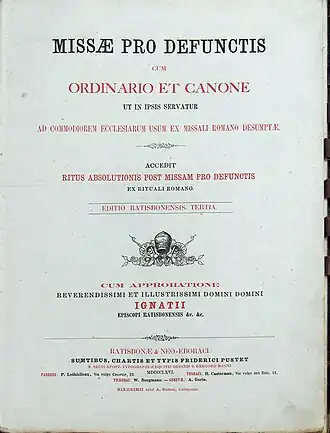 MISSÆ PRO DEFUNCTIS
CUM
ORDINARIO ET CANONE
UT IN IPSIS SERVATUR
AD COMMODIOREM ECCLESIARUM USUM EX MISSALI ROMANO DESUMPTÆ.
ACCEDIT
RITUS ABSOLUTIONIS POST MISSAM PRO DEFUNCTIS
EX RITUALI ROMANO.
EDITIO RATISBONENSIS TERTIA.
CUM APPROBATIONE
REVERENDISSIMI ET ILLUSTRISSIMI DOMINI DOMINI
IGNATII
EPISCOPI RATISBONENSIS &c. &c.
RATISBONÆ & NEO-EBORACI.
SUMTIBUS, CHARTIS ET TYPIS FRIDERICI PUSTET
MDCCCLXVI.